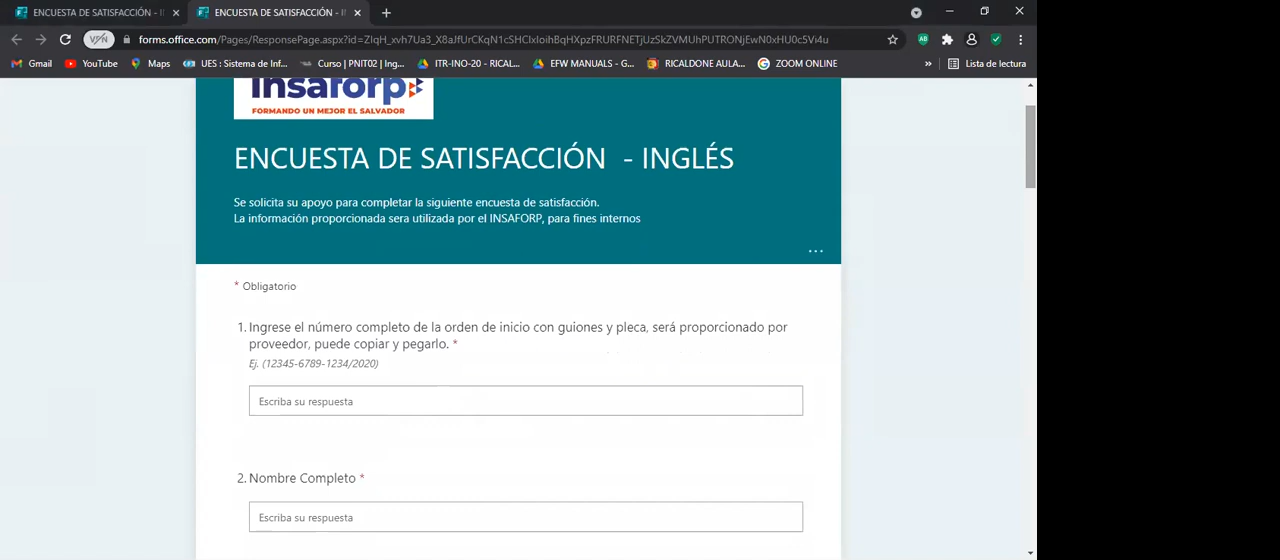 ENCUESTA DE SATISFACCIÓN - I
ENCUESTA DE SATISFACCIÓN - I
VPN
forms.office.com/Pages/ResponsePage.aspx?id=
Gmail
YouTube
Maps
UES : Sistema de Inf...
Curso | PNIT02 | Ing...
ITR-INO-20 - RICAL...
EFW MANUALS - G...
RICALDONE AULA...
ZOOM ONLINE
»
Lista de lectura
Insaforp
FORMANDO UN MEJOR EL SALVADOR
ENCUESTA DE SATISFACCIÓN - INGLÉS
Se solicita su apoyo para completar la siguiente encuesta de satisfacción.
La información proporcionada sera utilizada por el INSAFORP, para fines internos
...
* Obligatorio
1. Ingrese el número completo de la orden de inicio con guiones y pleca, será proporcionado por
proveedor, puede copiar y pegarlo. *
Ej. (12345-6789-1234/2020)
Escriba su respuesta
2. Nombre Completo *
Escriba su respuesta